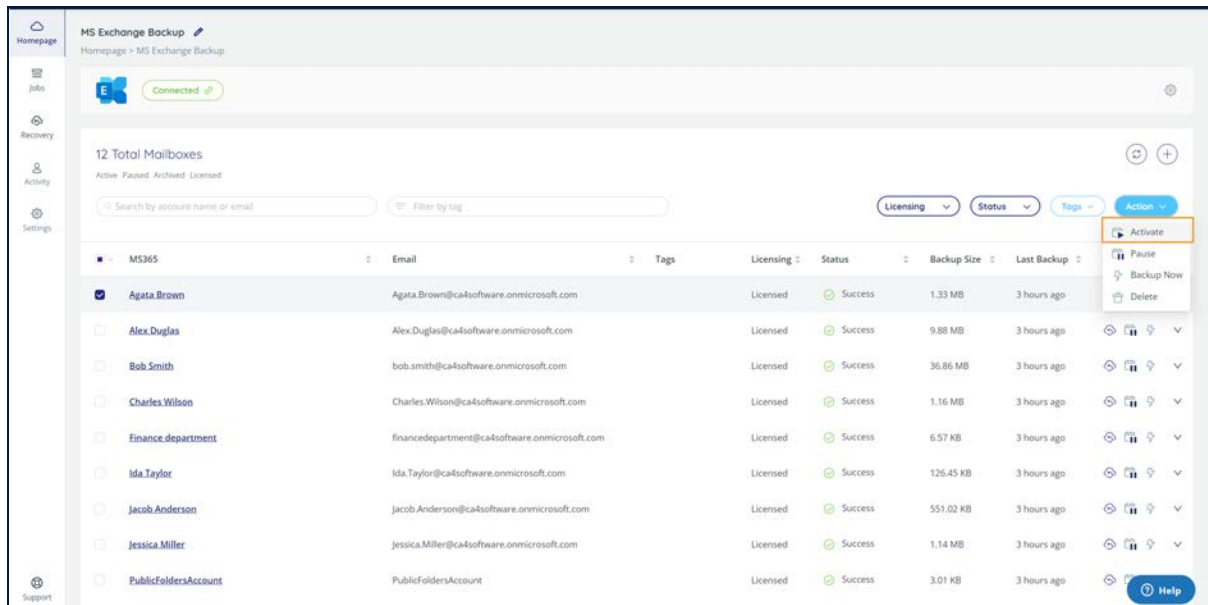 Homepage
Jobs
Recovery
Activity
Settings
Support
MS Exchange Backup
Homepage > MS Exchange Backup
E
Connected
12 Total Mailboxes
Active Paused Archived Licensed
Search by account name or email
Filter by tag
Licensing
Status
Tags
Action
Activate
Pause
Backup Now
Delete
MS365 Email Tags Licensing Status Backup Size Last Backup
Agata Brown Agata.Brown@ca4software.onmicrosoft.com Licensed Success 1.33 MB 3 hours ago
Alex Duglas Alex.Duglas@ca4software.onmicrosoft.com Licensed Success 9.88 MB 3 hours ago
Bob Smith bob.smith@ca4software.onmicrosoft.com Licensed Success 36.86 MB 3 hours ago
Charles Wilson Charles.Wilson@ca4software.onmicrosoft.com Licensed Success 1.16 MB 3 hours ago
Finance department financedepartment@ca4software.onmicrosoft.com Licensed Success 6.57 KB 3 hours ago
Ida Taylor Ida.Taylor@ca4software.onmicrosoft.com Licensed Success 126.45 KB 3 hours ago
Jacob Anderson Jacob.Anderson@ca4software.onmicrosoft.com Licensed Success 551.02 KB 3 hours ago
Jessica Miller Jessica.Miller@ca4software.onmicrosoft.com Licensed Success 1.14 MB 3 hours ago
PublicFoldersAccount PublicFoldersAccount Licensed Success 3.01 KB 3 hours ago
Help